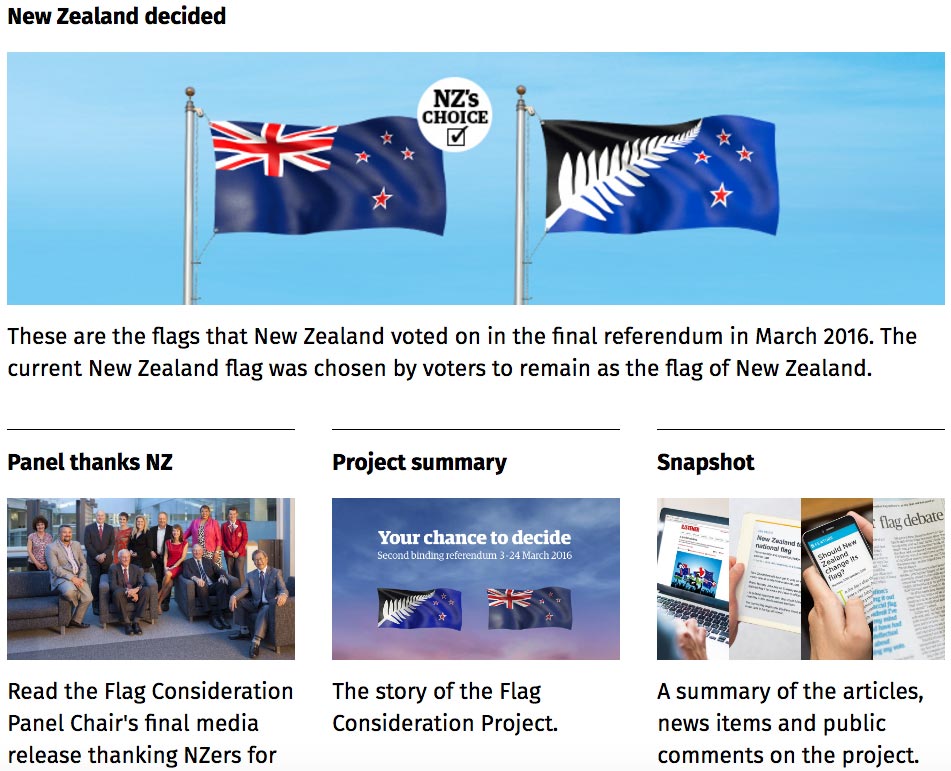 New Zealand decided
NZ's
CHOICE
These are the flags that New Zealand voted on in the final referendum in March 2016. The
current New Zealand flag was chosen by voters to remain as the flag of New Zealand.
Panel thanks NZ
Project summary
Snapshot
Your chance to decide
Second binding referendum 3-24 March 2016
New Zealand fl
national flag
Should New
Zealand
change its
flag?
flag debate
Read the Flag Consideration
Panel Chair's final media
release thanking NZers for
The story of the Flag
Consideration Project.
A summary of the articles,
news items and public
comments on the project.